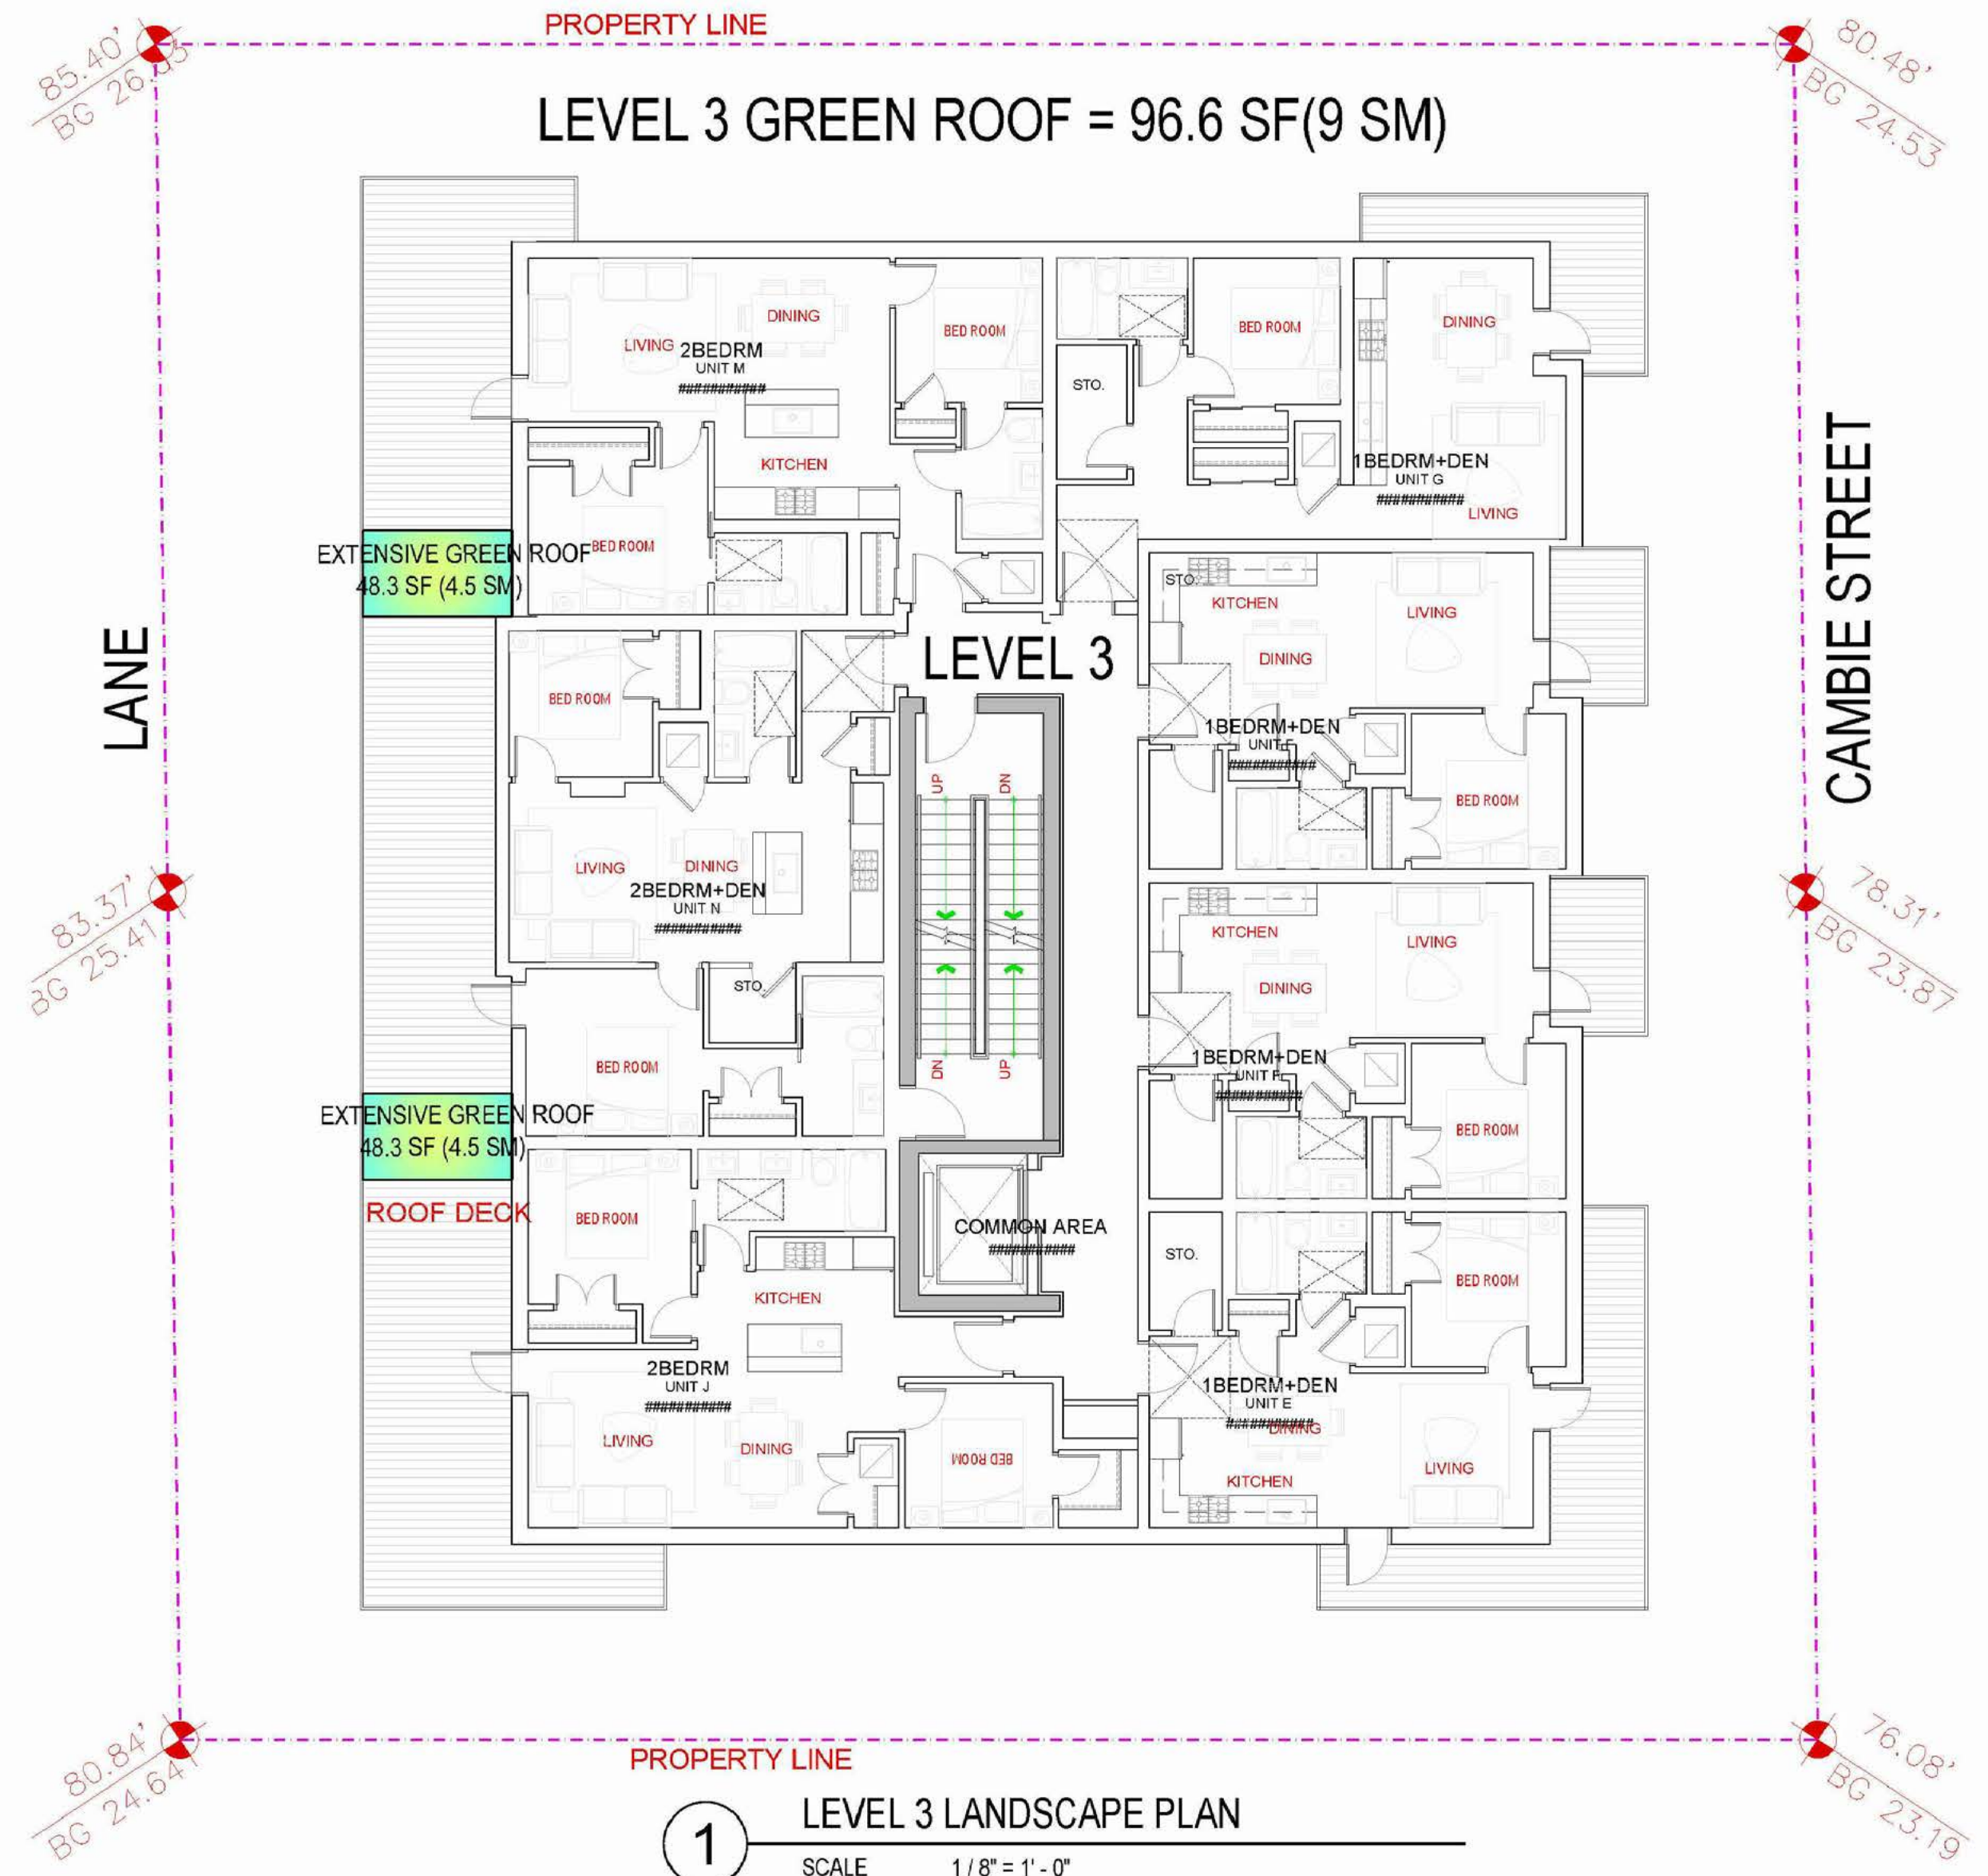 PROPERTY LINE
85.40'
BG 26.03
80.48'
BG 24.53
LEVEL 3 GREEN ROOF = 96.6 SF(9 SM)
DINING
LIVING
2BEDRM
UNIT M
###########
BED ROOM
KITCHEN
BED ROOM
STO.
BED ROOM
DINING
1BEDRM+DEN
UNIT G
###########
LIVING
EXTENSIVE GREEN ROOF
48.3 SF (4.5 SM)
LANE
CAMBIE STREET
LEVEL 3
STO.
KITCHEN
LIVING
DINING
1BEDRM+DEN
UNIT F
###########
BED ROOM
BED ROOM
LIVING
DINING
2BEDRM+DEN
UNIT N
###########
STO.
BED ROOM
UP
DN
DN
UP
83.37'
BG 25.41
78.31'
BG 23.87
KITCHEN
LIVING
DINING
1BEDRM+DEN
UNIT F
###########
BED ROOM
EXTENSIVE GREEN ROOF
48.3 SF (4.5 SM)
ROOF DECK
BED ROOM
COMMON AREA
###########
STO.
BED ROOM
KITCHEN
2BEDRM
UNIT J
###########
LIVING
DINING
BED ROOM
1BEDRM+DEN
UNIT E
###########
DINING
KITCHEN
LIVING
80.84'
BG 24.64
76.08'
BG 23.19
PROPERTY LINE
1
LEVEL 3 LANDSCAPE PLAN
SCALE 1 / 8" = 1' - 0"